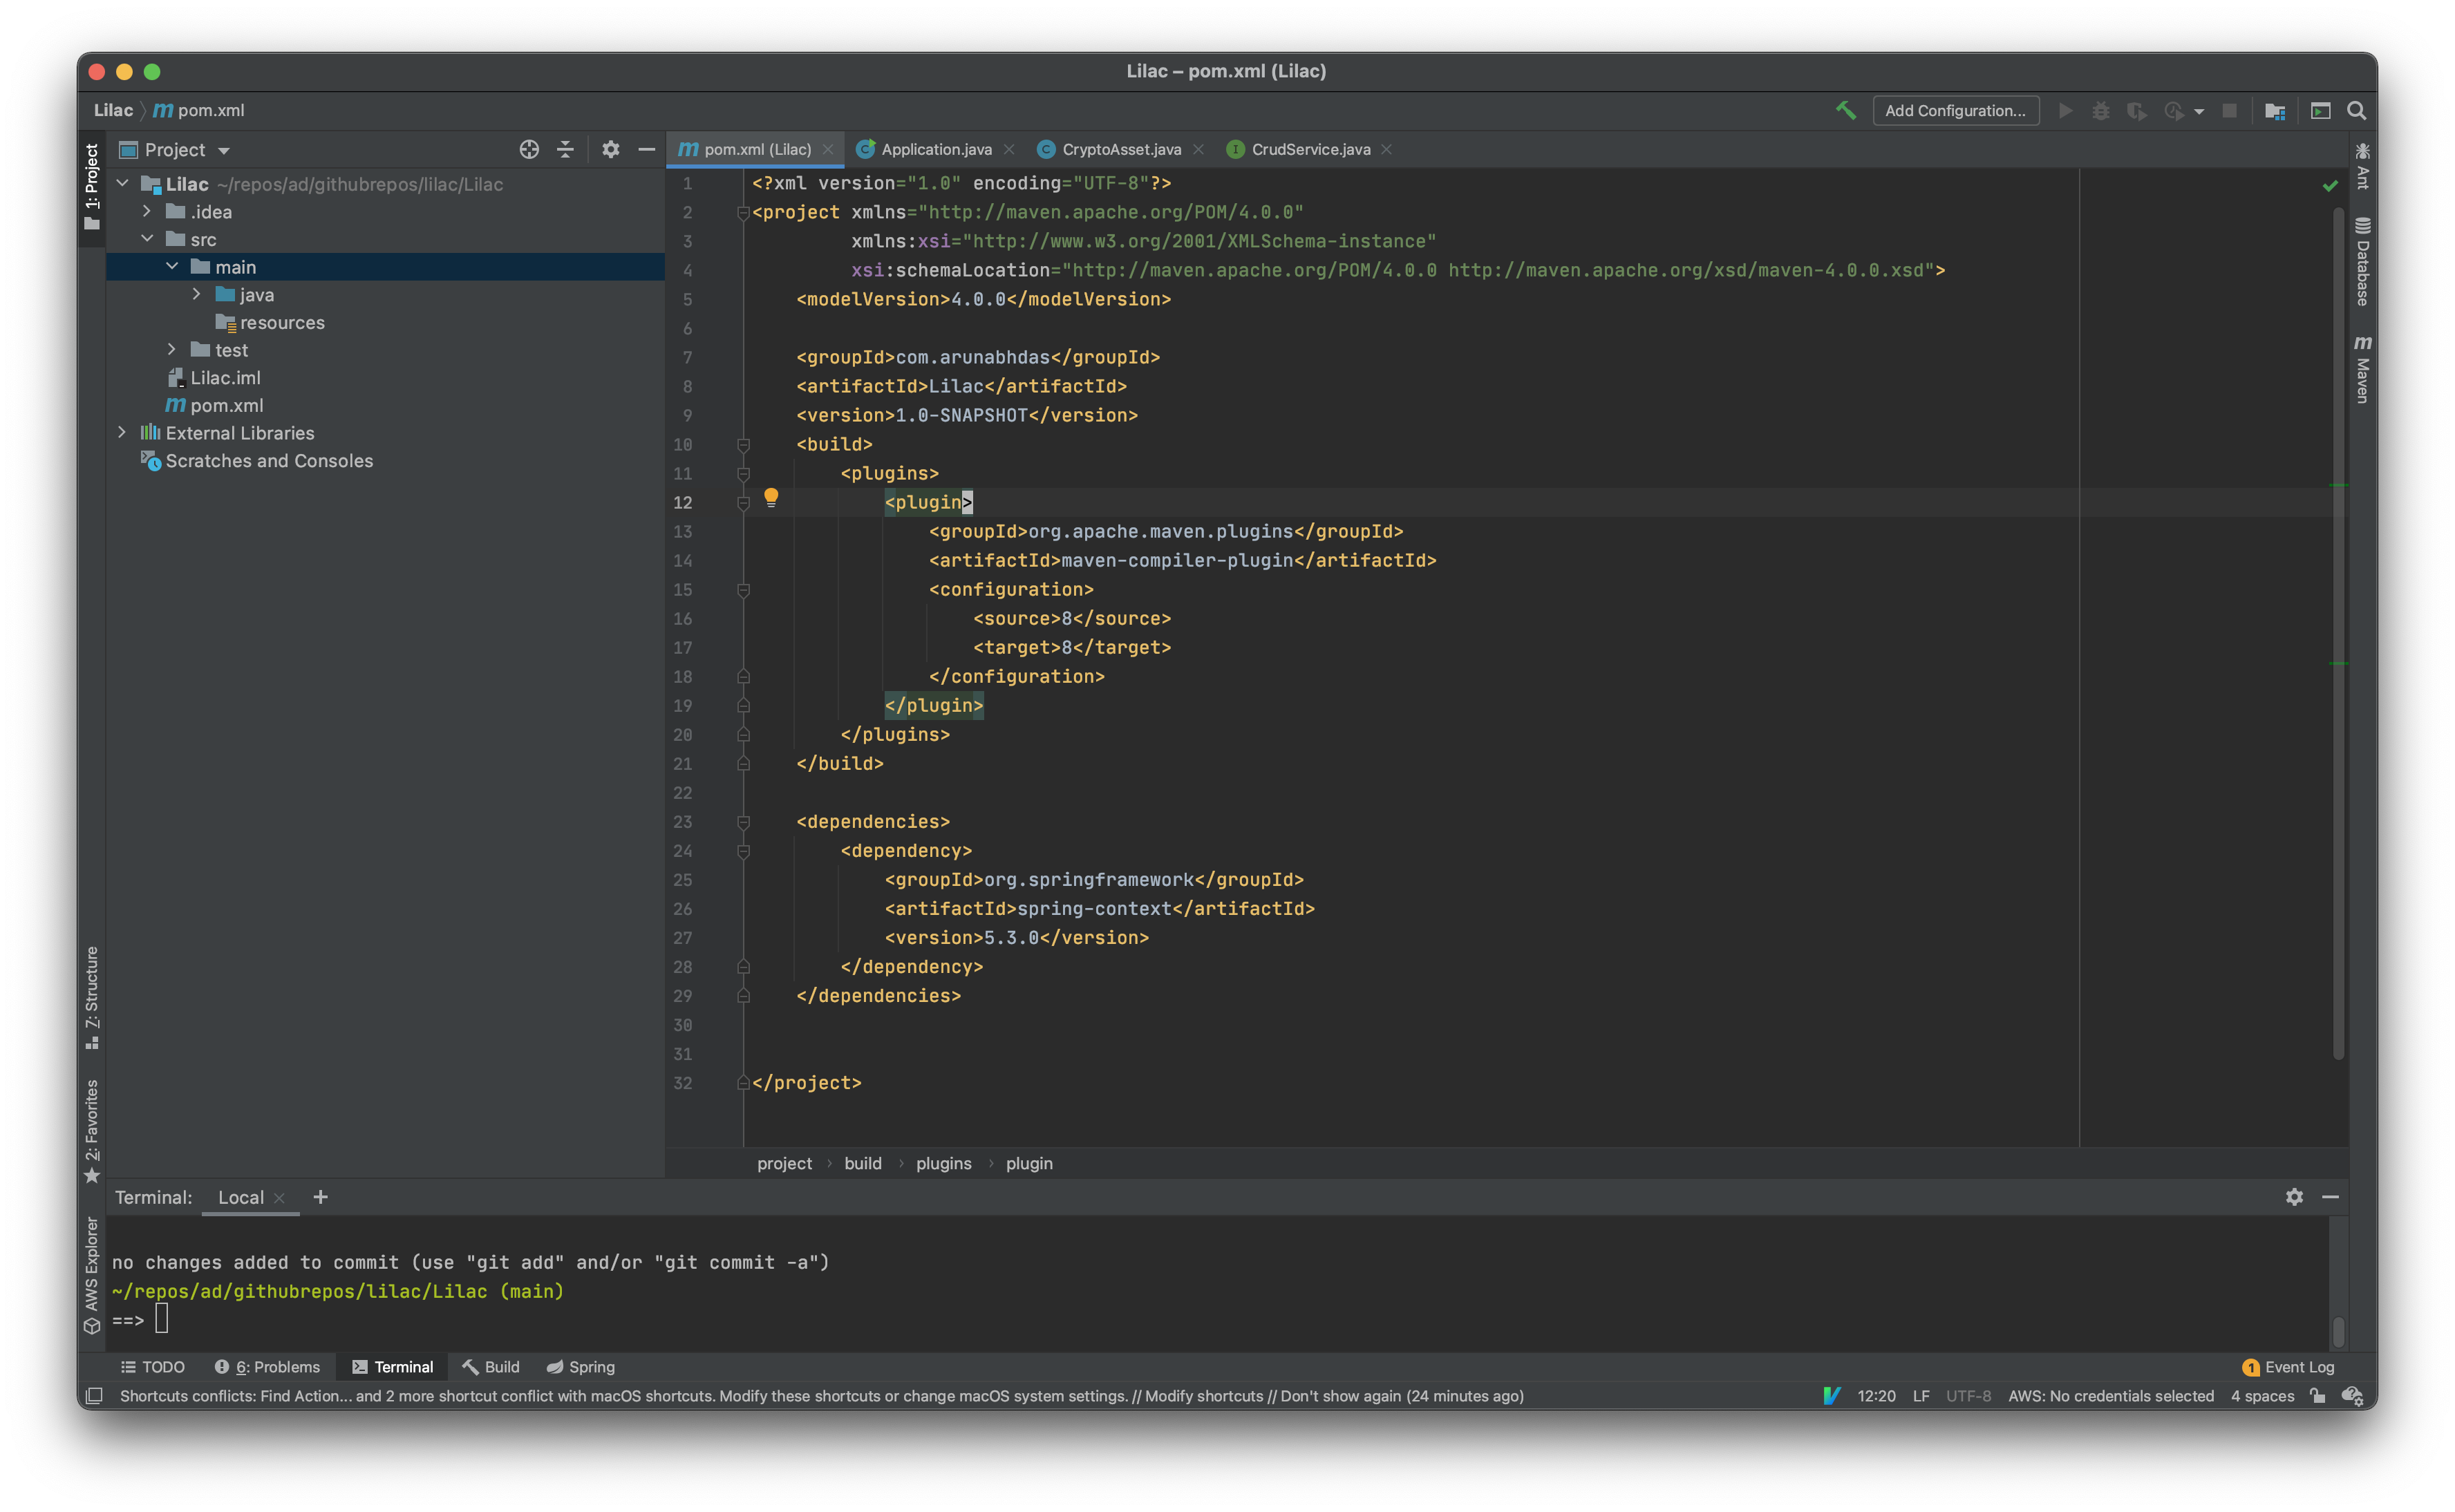 Lilac – pom.xml (Lilac)
Lilac m pom.xml
Add Configuration...
1: Project
Project
pom.xml (Lilac)
Application.java
CryptoAsset.java
CrudService.java
Lilac ~/repos/ad/githubrepos/lilac/Lilac
.idea
src
main
java
resources
test
Lilac.iml
m pom.xml
External Libraries
Scratches and Consoles
1 <?xml version="1.0" encoding="UTF-8"?>
2 <project xmlns="http://maven.apache.org/POM/4.0.0"
3 xmlns:xsi="http://www.w3.org/2001/XMLSchema-instance"
4 xsi:schemaLocation="http://maven.apache.org/POM/4.0.0 http://maven.apache.org/xsd/maven-4.0.0.xsd">
5 <modelVersion>4.0.0</modelVersion>
6
7 <groupId>com.arunabhdas</groupId>
8 <artifactId>Lilac</artifactId>
9 <version>1.0-SNAPSHOT</version>
10 <build>
11 <plugins>
12 <plugin>
13 <groupId>org.apache.maven.plugins</groupId>
14 <artifactId>maven-compiler-plugin</artifactId>
15 <configuration>
16 <source>8</source>
17 <target>8</target>
18 </configuration>
19 </plugin>
20 </plugins>
21 </build>
22
23 <dependencies>
24 <dependency>
25 <groupId>org.springframework</groupId>
26 <artifactId>spring-context</artifactId>
27 <version>5.3.0</version>
28 </dependency>
29 </dependencies>
30
31
32 </project>
Ant
Database
m Maven
Z: Structure
2: Favorites
AWS Explorer
project › build › plugins › plugin
Terminal: Local +
no changes added to commit (use "git add" and/or "git commit -a")
~/repos/ad/githubrepos/lilac/Lilac (main)
==>
TODO 6: Problems Terminal Build Spring 1 Event Log
Shortcuts conflicts: Find Action... and 2 more shortcut conflict with macOS shortcuts. Modify these shortcuts or change macOS system settings. // Modify shortcuts // Don't show again (24 minutes ago) 12:20 LF UTF-8 AWS: No credentials selected 4 spaces